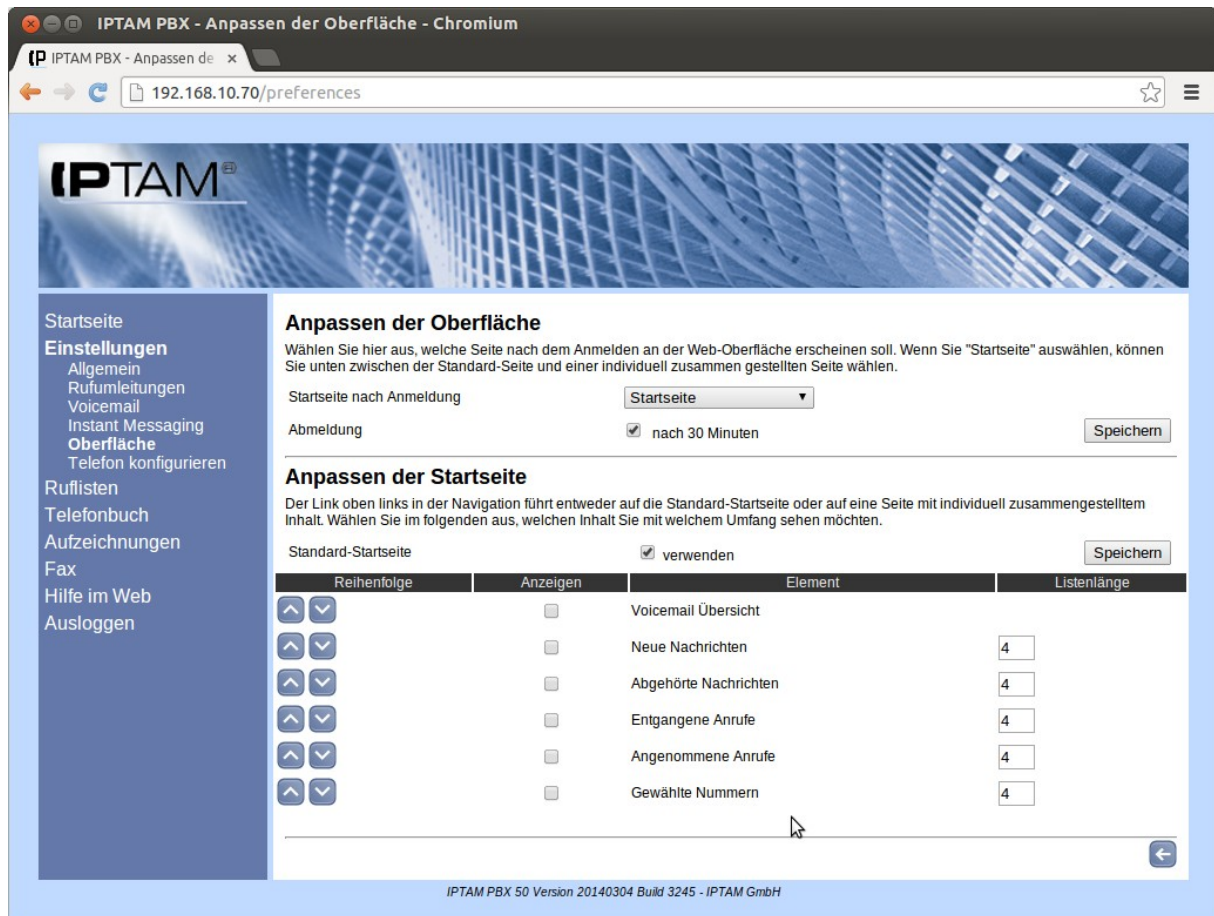 IPTAM PBX - Anpassen der Oberfläche - Chromium
IPTAM PBX - Anpassen de
192.168.10.70/preferences
IPTAM®
Startseite
Einstellungen
Allgemein
Rufumleitungen
Voicemail
Instant Messaging
Oberfläche
Telefon konfigurieren
Ruflisten
Telefonbuch
Aufzeichnungen
Fax
Hilfe im Web
Ausloggen
Anpassen der Oberfläche
Wählen Sie hier aus, welche Seite nach dem Anmelden an der Web-Oberfläche erscheinen soll. Wenn Sie "Startseite" auswählen, können
Sie unten zwischen der Standard-Seite und einer individuell zusammen gestellten Seite wählen.
Startseite nach Anmeldung Startseite
Abmeldung nach 30 Minuten Speichern
Anpassen der Startseite
Der Link oben links in der Navigation führt entweder auf die Standard-Startseite oder auf eine Seite mit individuell zusammengestelltem
Inhalt. Wählen Sie im folgenden aus, welchen Inhalt Sie mit welchem Umfang sehen möchten.
Standard-Startseite verwenden Speichern
Reihenfolge Anzeigen Element Listenlänge
Voicemail Übersicht
Neue Nachrichten 4
Abgehörte Nachrichten 4
Entgangene Anrufe 4
Angenommene Anrufe 4
Gewählte Nummern 4
IPTAM PBX 50 Version 20140304 Build 3245 - IPTAM GmbH